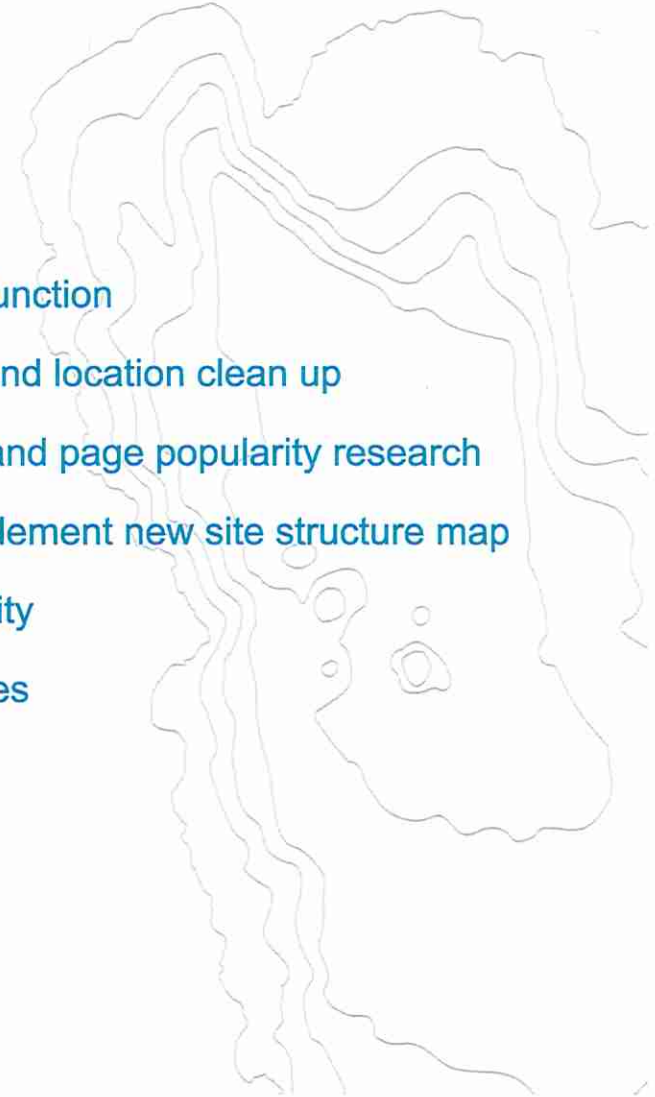 unction
nd location clean up
and page popularity research
lement new site structure map
ity
es